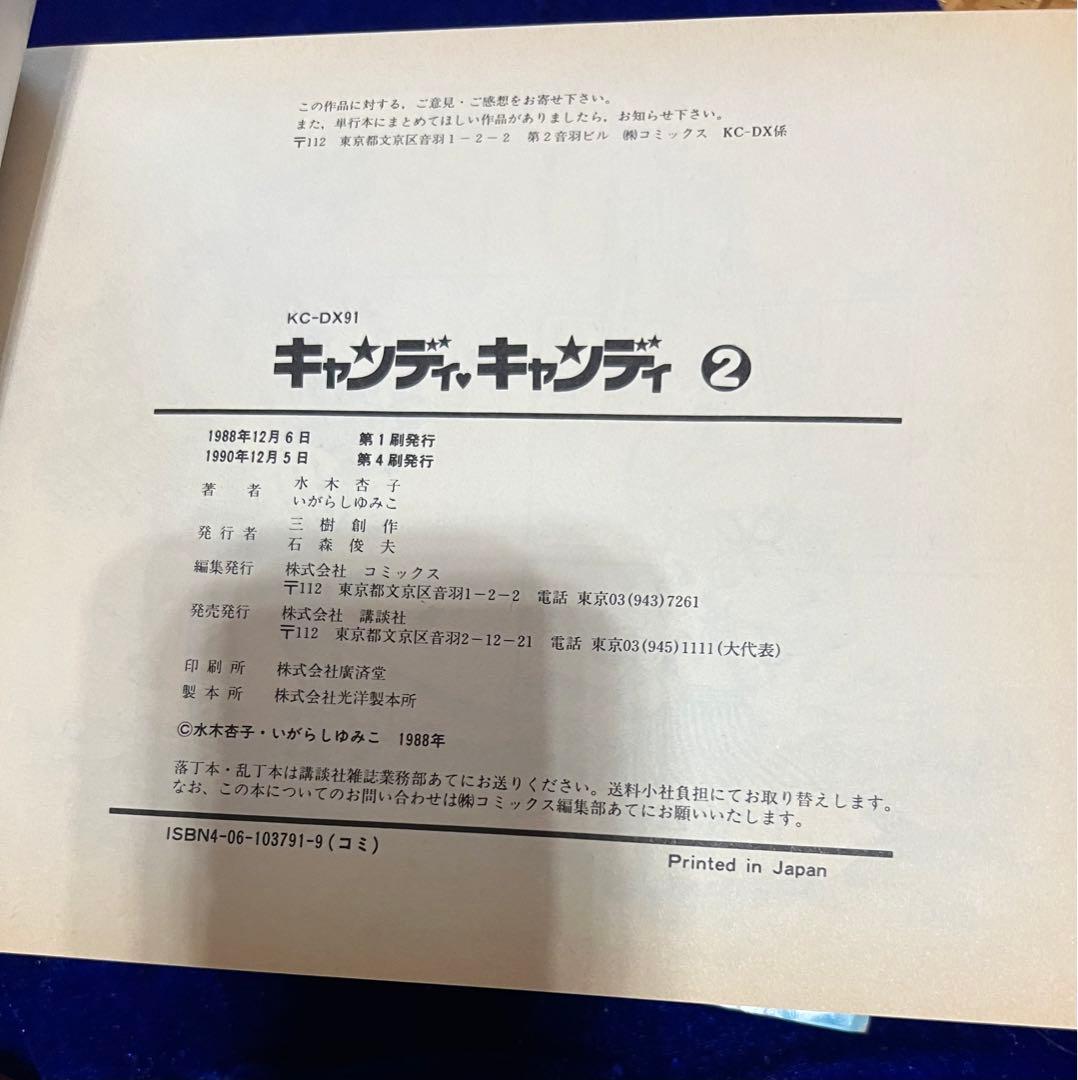 この作品に対する、ご意見・ご感想をお寄せ下さい。
また、単行本にまとめてほしい作品がありましたら、お知らせ下さい。
〒112 東京都文京区音羽1-2-2 第2音羽ビル ㈱コミックス KC-DX係
KC-DX91
キャンディ♥キャンディ ❷
1988年12月6日 第1刷発行
1990年12月5日 第4刷発行
著者 水木杏子
いがらしゆみこ
発行者 三樹創作
石森俊夫
編集発行 株式会社 コミックス
〒112 東京都文京区音羽1-2-2 電話 東京03(943)7261
発売発行 株式会社 講談社
〒112 東京都文京区音羽2-12-21 電話 東京03(945)1111(大代表)
印刷所 株式会社廣済堂
製本所 株式会社光洋製本所
©水木杏子・いがらしゆみこ 1988年
落丁本・乱丁本は講談社雑誌業務部あてにお送りください。送料小社負担にてお取り替えします。
なお、この本についてのお問い合わせは㈱コミックス編集部あてにお願いいたします。
ISBN4-06-103791-9(コミ)
Printed in Japan